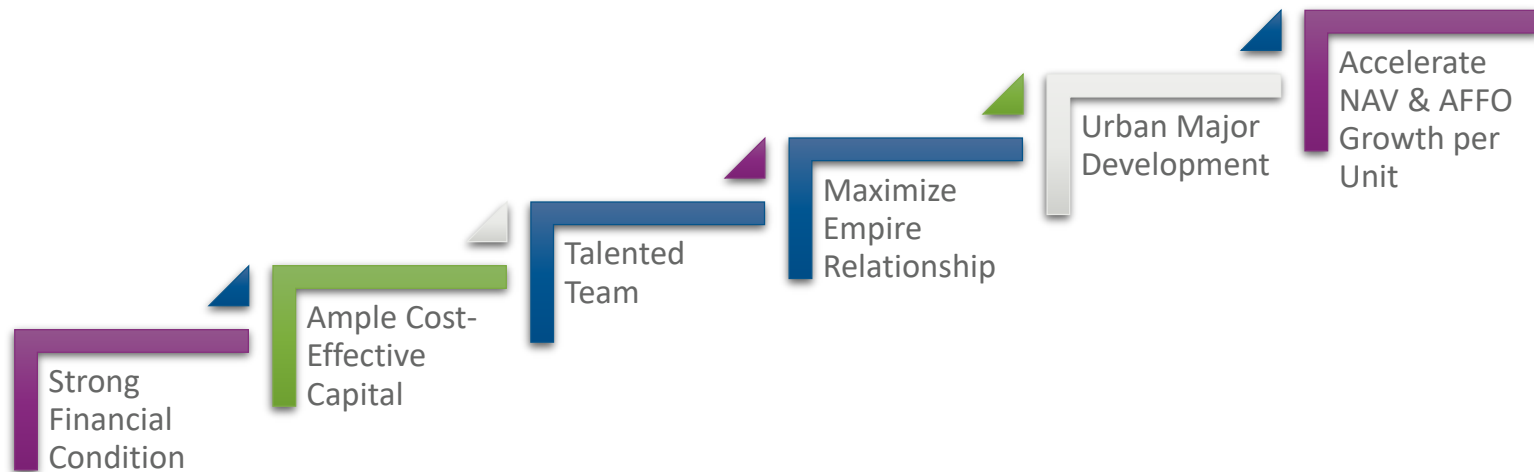 Strong
Financial
Condition
Ample Cost-
Effective
Capital
Talented
Team
Maximize
Empire
Relationship
Urban Major
Development
Accelerate
NAV & AFFO
Growth per
Unit